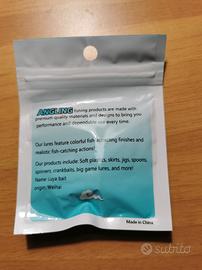 ANGLING fishing products are made with
premium quality materials and designs to bring you
performance and dependable use every time.
Our lures feature colorful fish-attracting finishes and
realistic fish-catching actions!
Our products include: Soft plastics, skirts, jigs, spoons,
spinners, crankbaits, big game lures, and more!
Name: Luya bait
origin: Weihai
Made in China
subito